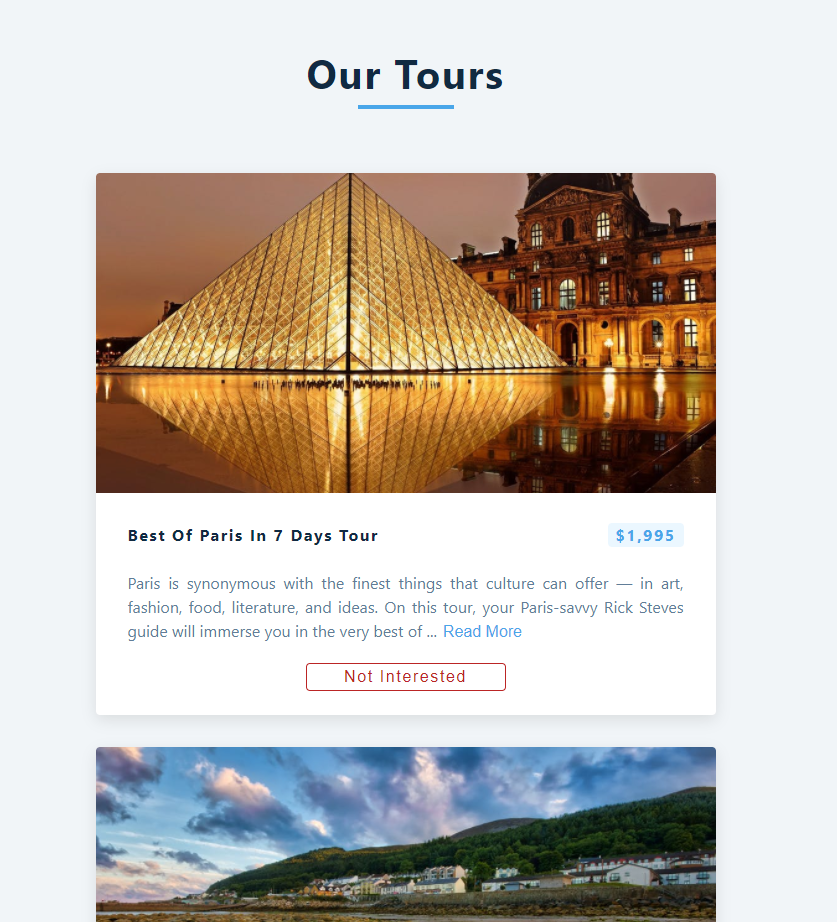 Our Tours
Best Of Paris In 7 Days Tour
$1,995
Paris is synonymous with the finest things that culture can offer — in art,
fashion, food, literature, and ideas. On this tour, your Paris-savvy Rick Steves
guide will immerse you in the very best of ... Read More
Not Interested